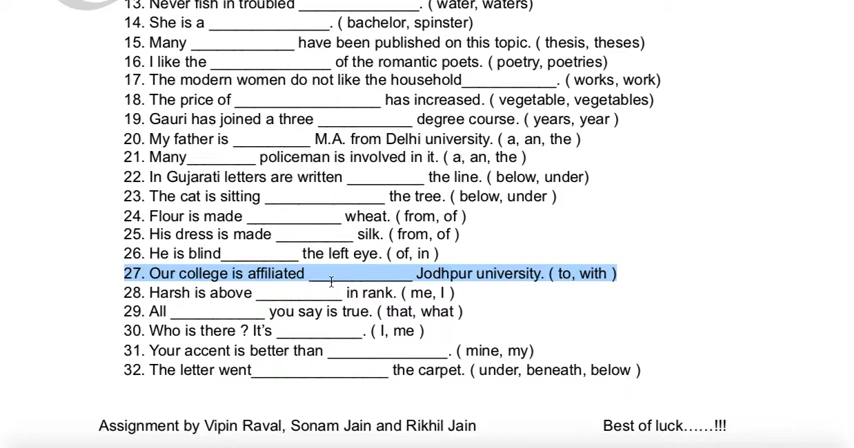 13. Never fish in troubled ____________. ( water, waters)
14. She is a ______________. ( bachelor, spinster)
15. Many ____________ have been published on this topic. ( thesis, theses)
16. I like the ______________ of the romantic poets. ( poetry, poetries)
17. The modern women do not like the household___________. ( works, work)
18. The price of _________________ has increased. ( vegetable, vegetables)
19. Gauri has joined a three ___________ degree course. ( years, year )
20. My father is _________ M.A. from Delhi university. ( a, an, the )
21. Many________ policeman is involved in it. ( a, an, the )
22. In Gujarati letters are written _________ the line. ( below, under)
23. The cat is sitting ______________ the tree. ( below, under )
24. Flour is made ___________ wheat. ( from, of )
25. His dress is made _________ silk. ( from, of )
26. He is blind_________ the left eye. ( of, in )
27. Our college is affiliated ____________ Jodhpur university. ( to, with )
28. Harsh is above __________ in rank. ( me, I )
29. All ___________ you say is true. ( that, what )
30. Who is there ? It’s __________. ( I, me )
31. Your accent is better than ______________. ( mine, my)
32. The letter went________________ the carpet. ( under, beneath, below )
Assignment by Vipin Raval, Sonam Jain and Rikhil Jain Best of luck……!!!